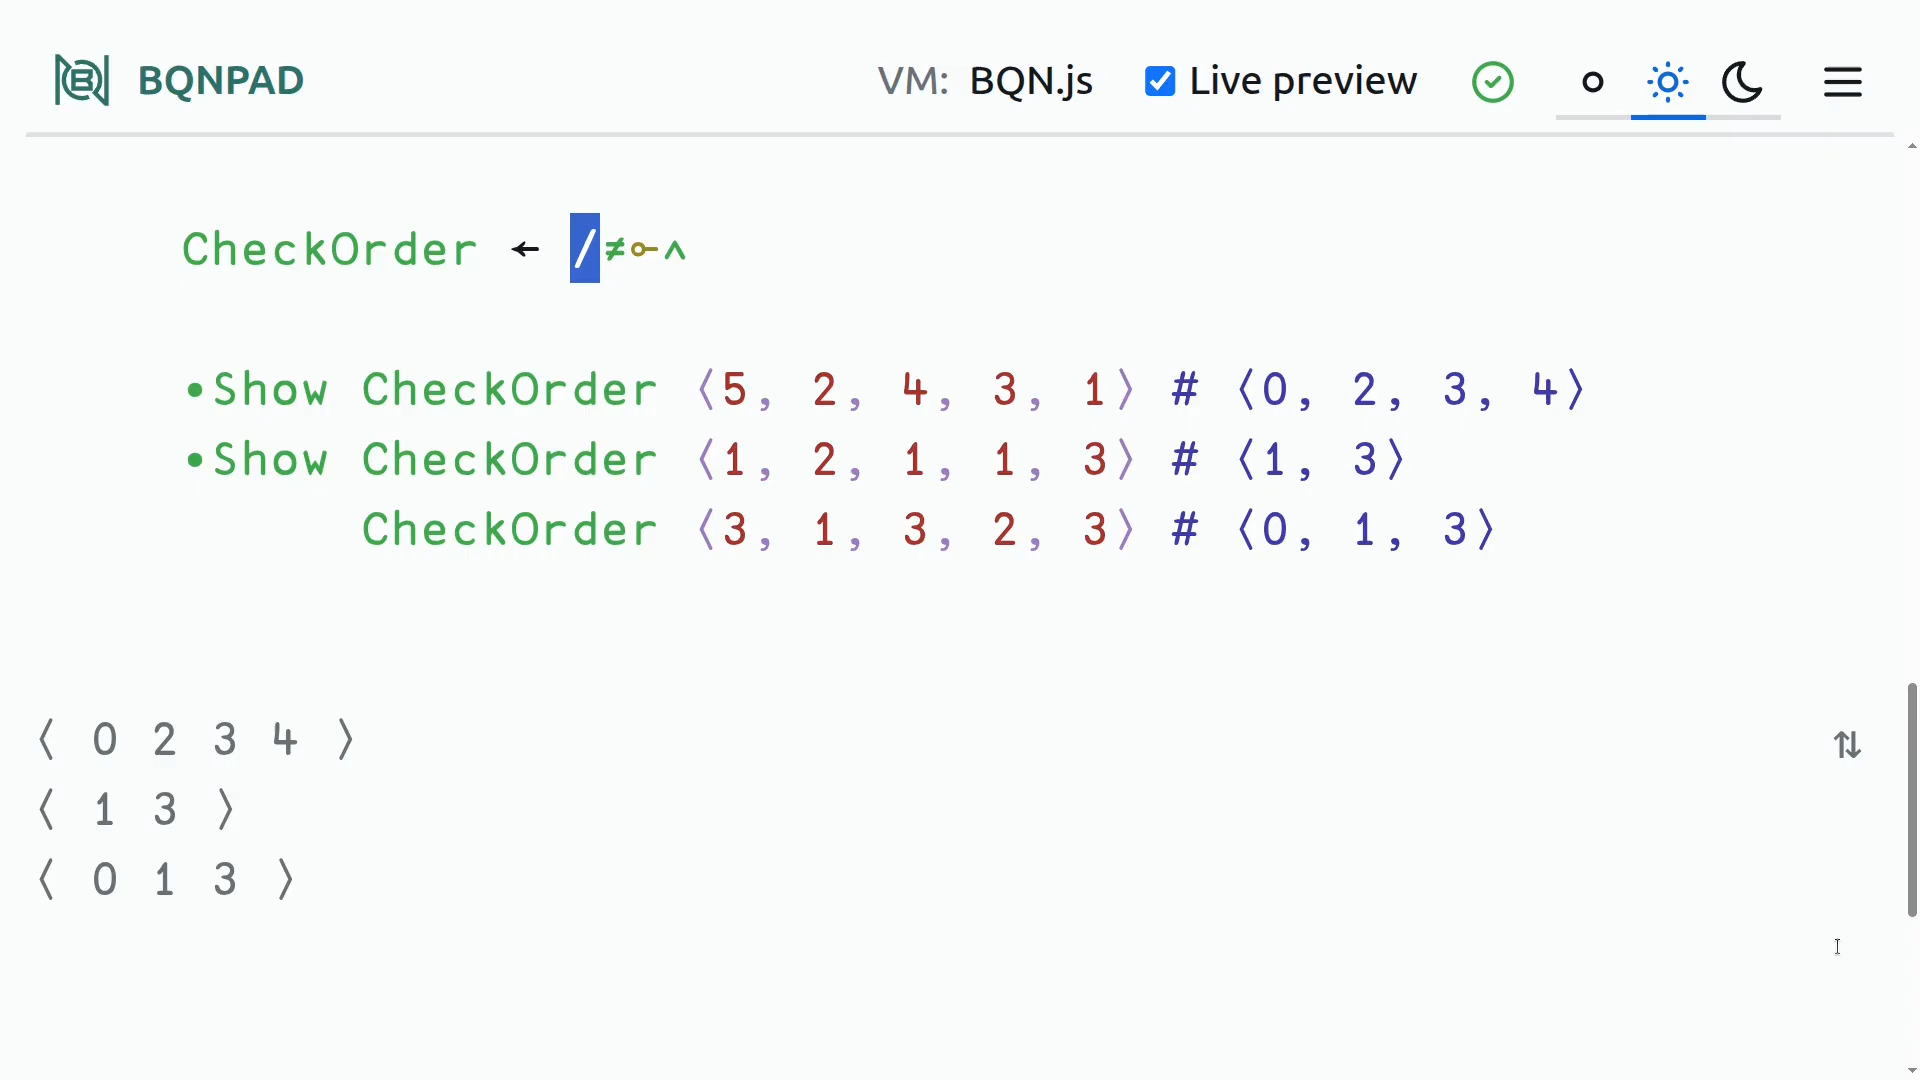 BQNPAD VM: BQN.js Live preview
CheckOrder ← /≠⟜∧
•Show CheckOrder ⟨5, 2, 4, 3, 1⟩ # ⟨0, 2, 3, 4⟩
•Show CheckOrder ⟨1, 2, 1, 1, 3⟩ # ⟨1, 3⟩
CheckOrder ⟨3, 1, 3, 2, 3⟩ # ⟨0, 1, 3⟩
⟨ 0 2 3 4 ⟩
⟨ 1 3 ⟩
⟨ 0 1 3 ⟩